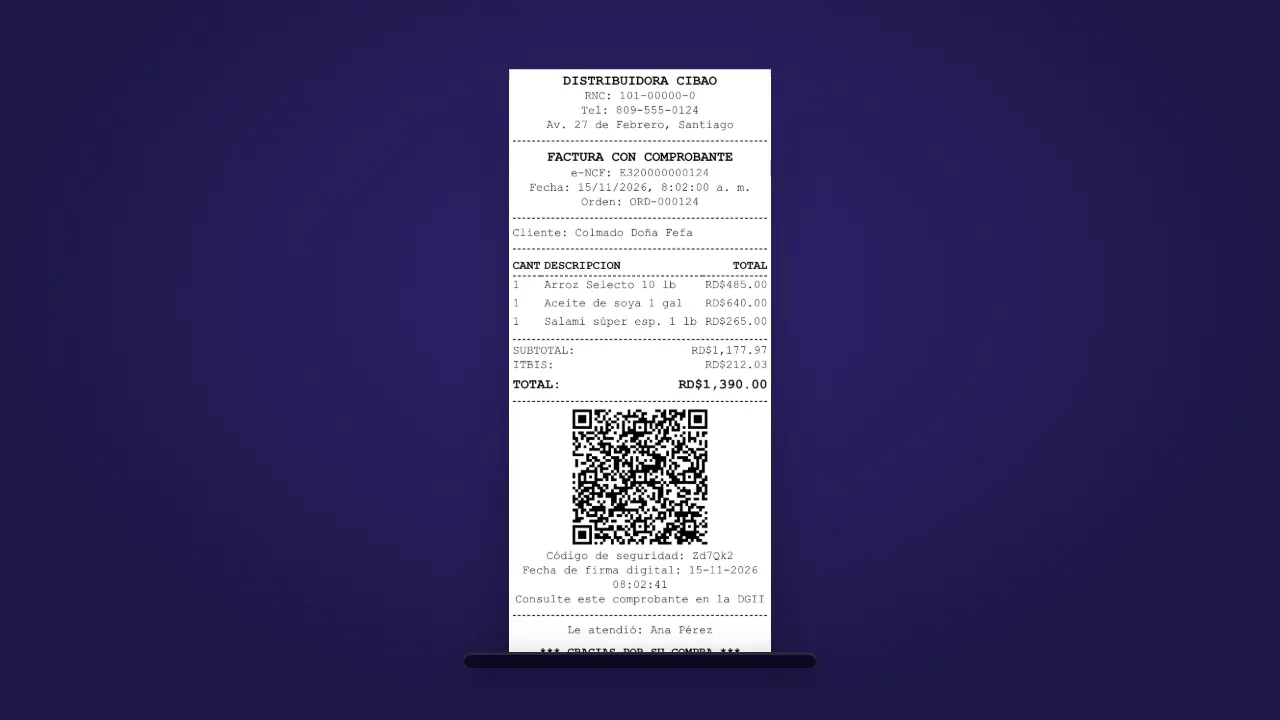 DISTRIBUIDORA CIBAO
RNC: 101-00000-0
Tel: 809-555-0124
Av. 27 de Febrero, Santiago
FACTURA CON COMPROBANTE
e-NCF: E320000000124
Fecha: 15/11/2026, 8:02:00 a. m.
Orden: ORD-000124
Cliente: Colmado Doña Fefa
CANT DESCRIPCION TOTAL
1 Arroz Selecto 10 lb RD$485.00
1 Aceite de soya 1 gal RD$640.00
1 Salami súper esp. 1 lb RD$265.00
SUBTOTAL: RD$1,177.97
ITBIS: RD$212.03
TOTAL: RD$1,390.00
Código de seguridad: Zd7Qk2
Fecha de firma digital: 15-11-2026
08:02:41
Consulte este comprobante en la DGII
Le atendió: Ana Pérez
*** GRACIAS POR SU COMPRA ***